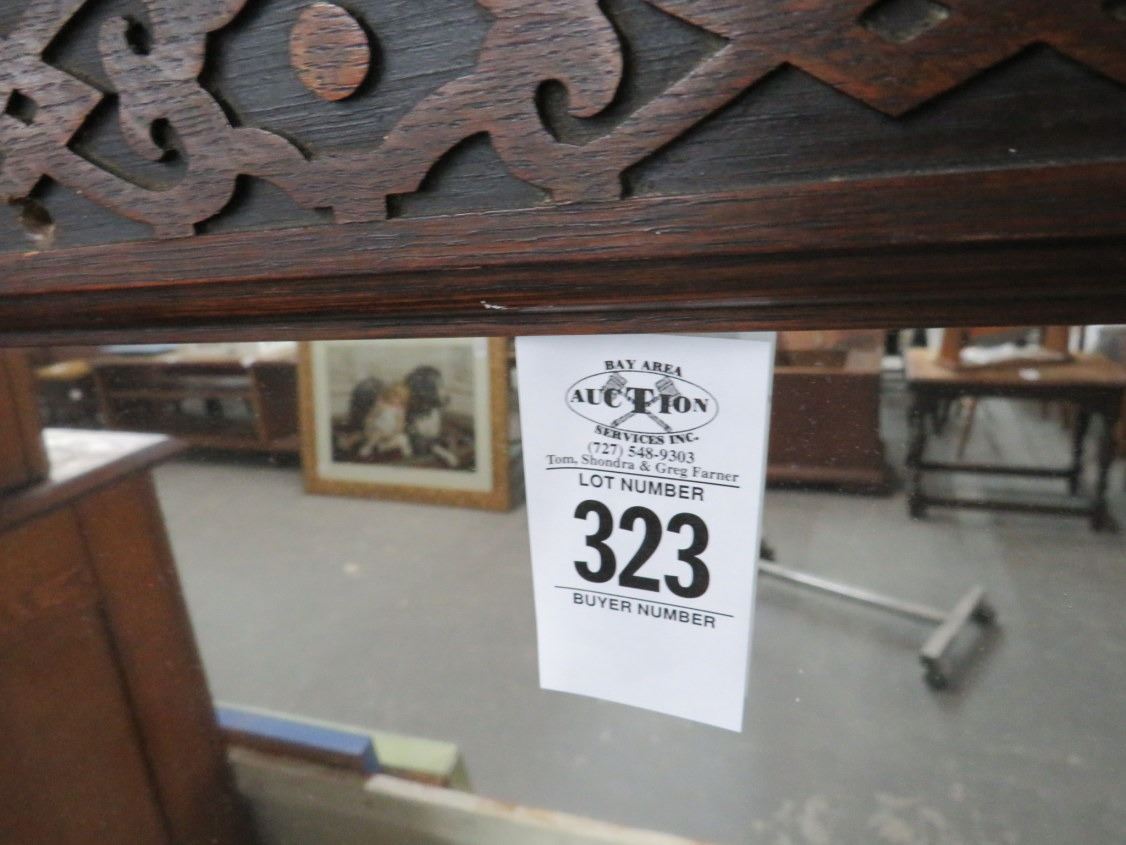 BAY AREA
AUCTION
SERVICES INC.
(727) 548-9303
Tom, Shondra & Greg Farner
LOT NUMBER
323
BUYER NUMBER